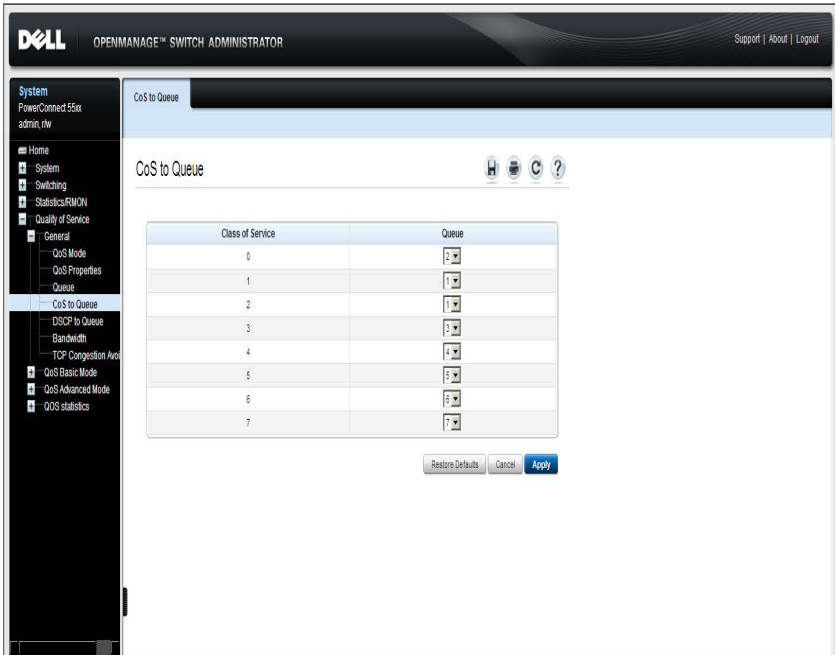 DELL OPENMANAGE™ SWITCH ADMINISTRATOR
Support | About | Logout
System
PowerConnect 55xx
admin, r/w
Home
System
Switching
Statistics/RMON
Quality of Service
General
QoS Mode
QoS Properties
Queue
CoS to Queue
DSCP to Queue
Bandwidth
TCP Congestion Avoi
QoS Basic Mode
QoS Advanced Mode
QOS statistics
CoS to Queue
CoS to Queue
Class of Service Queue
0 2
1 1
2 1
3 3
4 4
5 5
6 6
7 7
Restore Defaults Cancel Apply